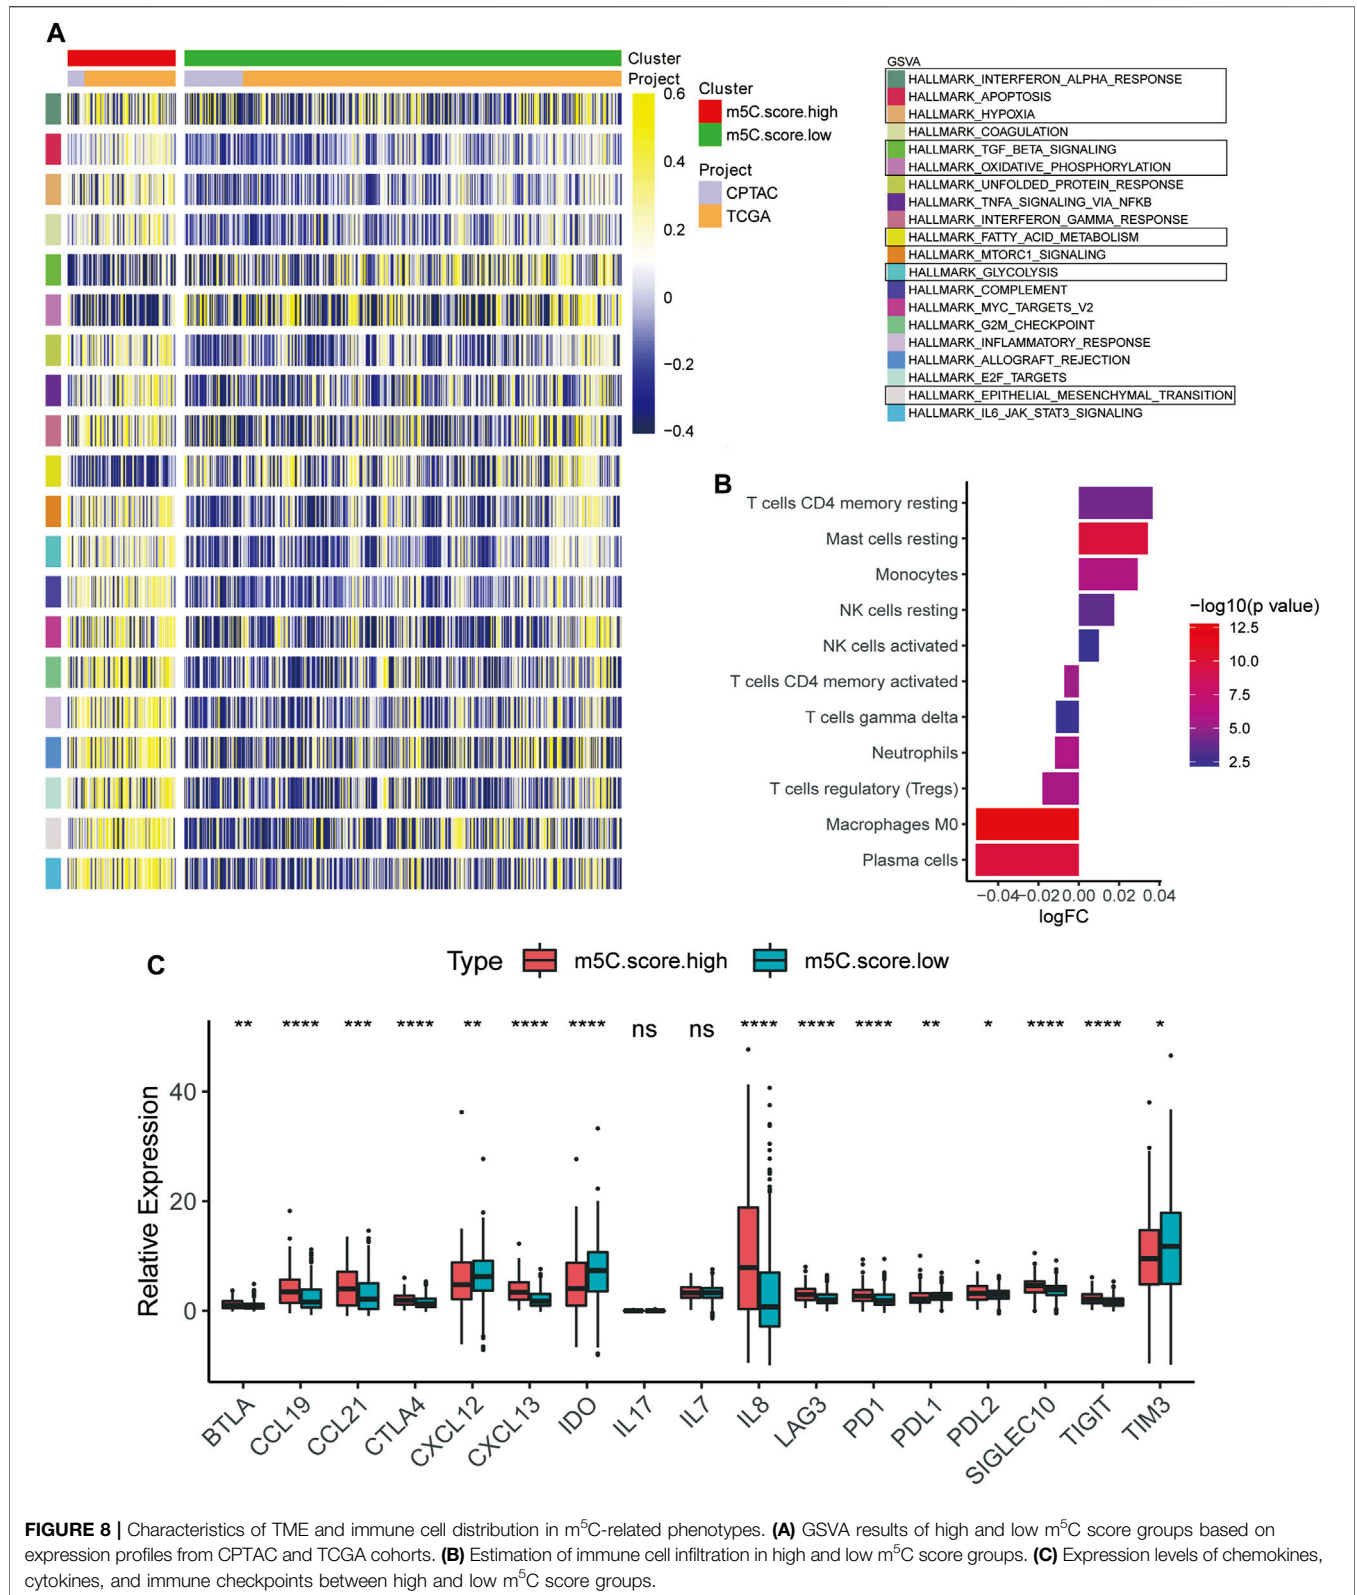 A
Cluster
Project
0.6
0.4
0.2
0
−0.2
−0.4
Cluster
m5C.score.high
m5C.score.low
Project
CPTAC
TCGA
GSVA
HALLMARK_INTERFERON_ALPHA_RESPONSE
HALLMARK_APOPTOSIS
HALLMARK_HYPOXIA
HALLMARK_COAGULATION
HALLMARK_TGF_BETA_SIGNALING
HALLMARK_OXIDATIVE_PHOSPHORYLATION
HALLMARK_UNFOLDED_PROTEIN_RESPONSE
HALLMARK_TNFA_SIGNALING_VIA_NFKB
HALLMARK_INTERFERON_GAMMA_RESPONSE
HALLMARK_FATTY_ACID_METABOLISM
HALLMARK_MTORC1_SIGNALING
HALLMARK_GLYCOLYSIS
HALLMARK_COMPLEMENT
HALLMARK_MYC_TARGETS_V2
HALLMARK_G2M_CHECKPOINT
HALLMARK_INFLAMMATORY_RESPONSE
HALLMARK_ALLOGRAFT_REJECTION
HALLMARK_E2F_TARGETS
HALLMARK_EPITHELIAL_MESENCHYMAL_TRANSITION
HALLMARK_IL6_JAK_STAT3_SIGNALING
B
T cells CD4 memory resting
Mast cells resting
Monocytes
NK cells resting
NK cells activated
T cells CD4 memory activated
T cells gamma delta
Neutrophils
T cells regulatory (Tregs)
Macrophages M0
Plasma cells
−0.04 −0.02 0.00 0.02 0.04
logFC
−log10(p value)
12.5
10.0
7.5
5.0
2.5
C
Type m5C.score.high m5C.score.low
** **** *** **** ** **** **** ns ns **** **** **** ** * **** **** *
Relative Expression
40
20
0
BTLA CCL19 CCL21 CTLA4 CXCL12 CXCL13 IDO IL17 IL7 IL8 LAG3 PD1 PDL1 PDL2 SIGLEC10 TIGIT TIM3
FIGURE 8 | Characteristics of TME and immune cell distribution in m⁵C-related phenotypes. (A) GSVA results of high and low m⁵C score groups based on
expression profiles from CPTAC and TCGA cohorts. (B) Estimation of immune cell infiltration in high and low m⁵C score groups. (C) Expression levels of chemokines,
cytokines, and immune checkpoints between high and low m⁵C score groups.